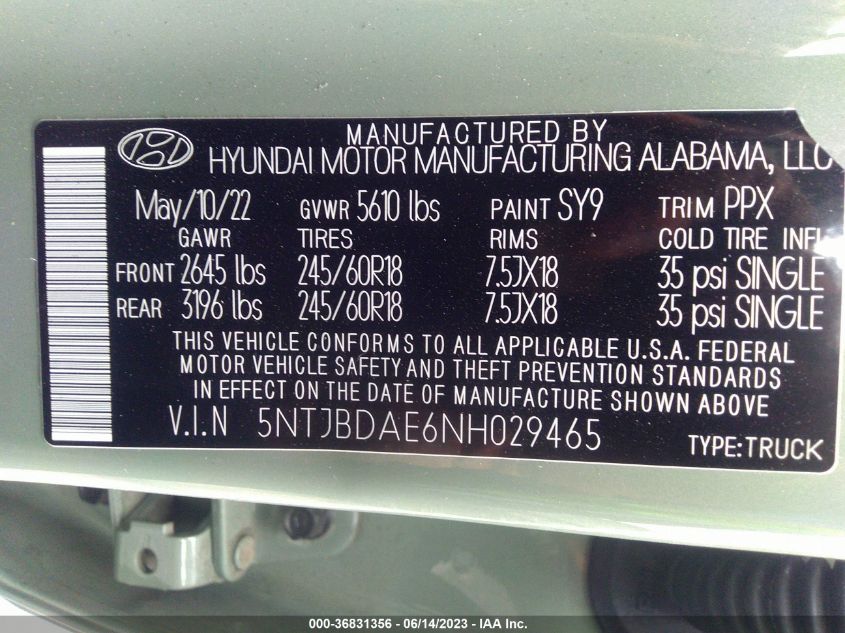 MANUFACTURED BY
HYUNDAI MOTOR MANUFACTURING ALABAMA, LLC
May/10/22 GVWR 5610 lbs PAINT SY9 TRIM PPX
GAWR TIRES RIMS COLD TIRE INFL
FRONT 2645 lbs 245/60R18 7.5JX18 35 psi SINGLE
REAR 3196 lbs 245/60R18 7.5JX18 35 psi SINGLE
THIS VEHICLE CONFORMS TO ALL APPLICABLE U.S.A. FEDERAL
MOTOR VEHICLE SAFETY AND THEFT PREVENTION STANDARDS
IN EFFECT ON THE DATE OF MANUFACTURE SHOWN ABOVE
V.I.N 5NTJBDAE6NH029465 TYPE:TRUCK
000-36831356 - 06/14/2023 - © IAA Inc.